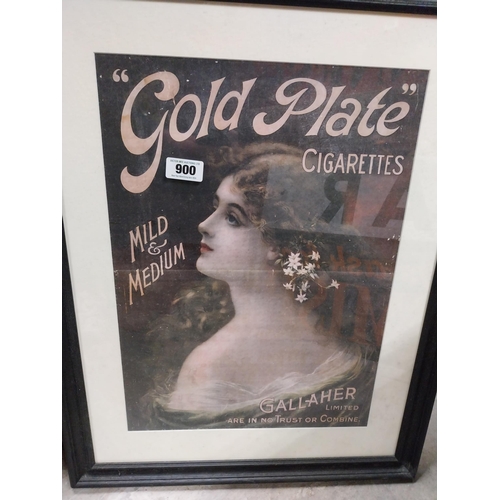 "Gold Plate"
CIGARETTES
900
MILD
&
MEDIUM
GALLAHER
LIMITED
ARE IN NO TRUST OR COMBINE.